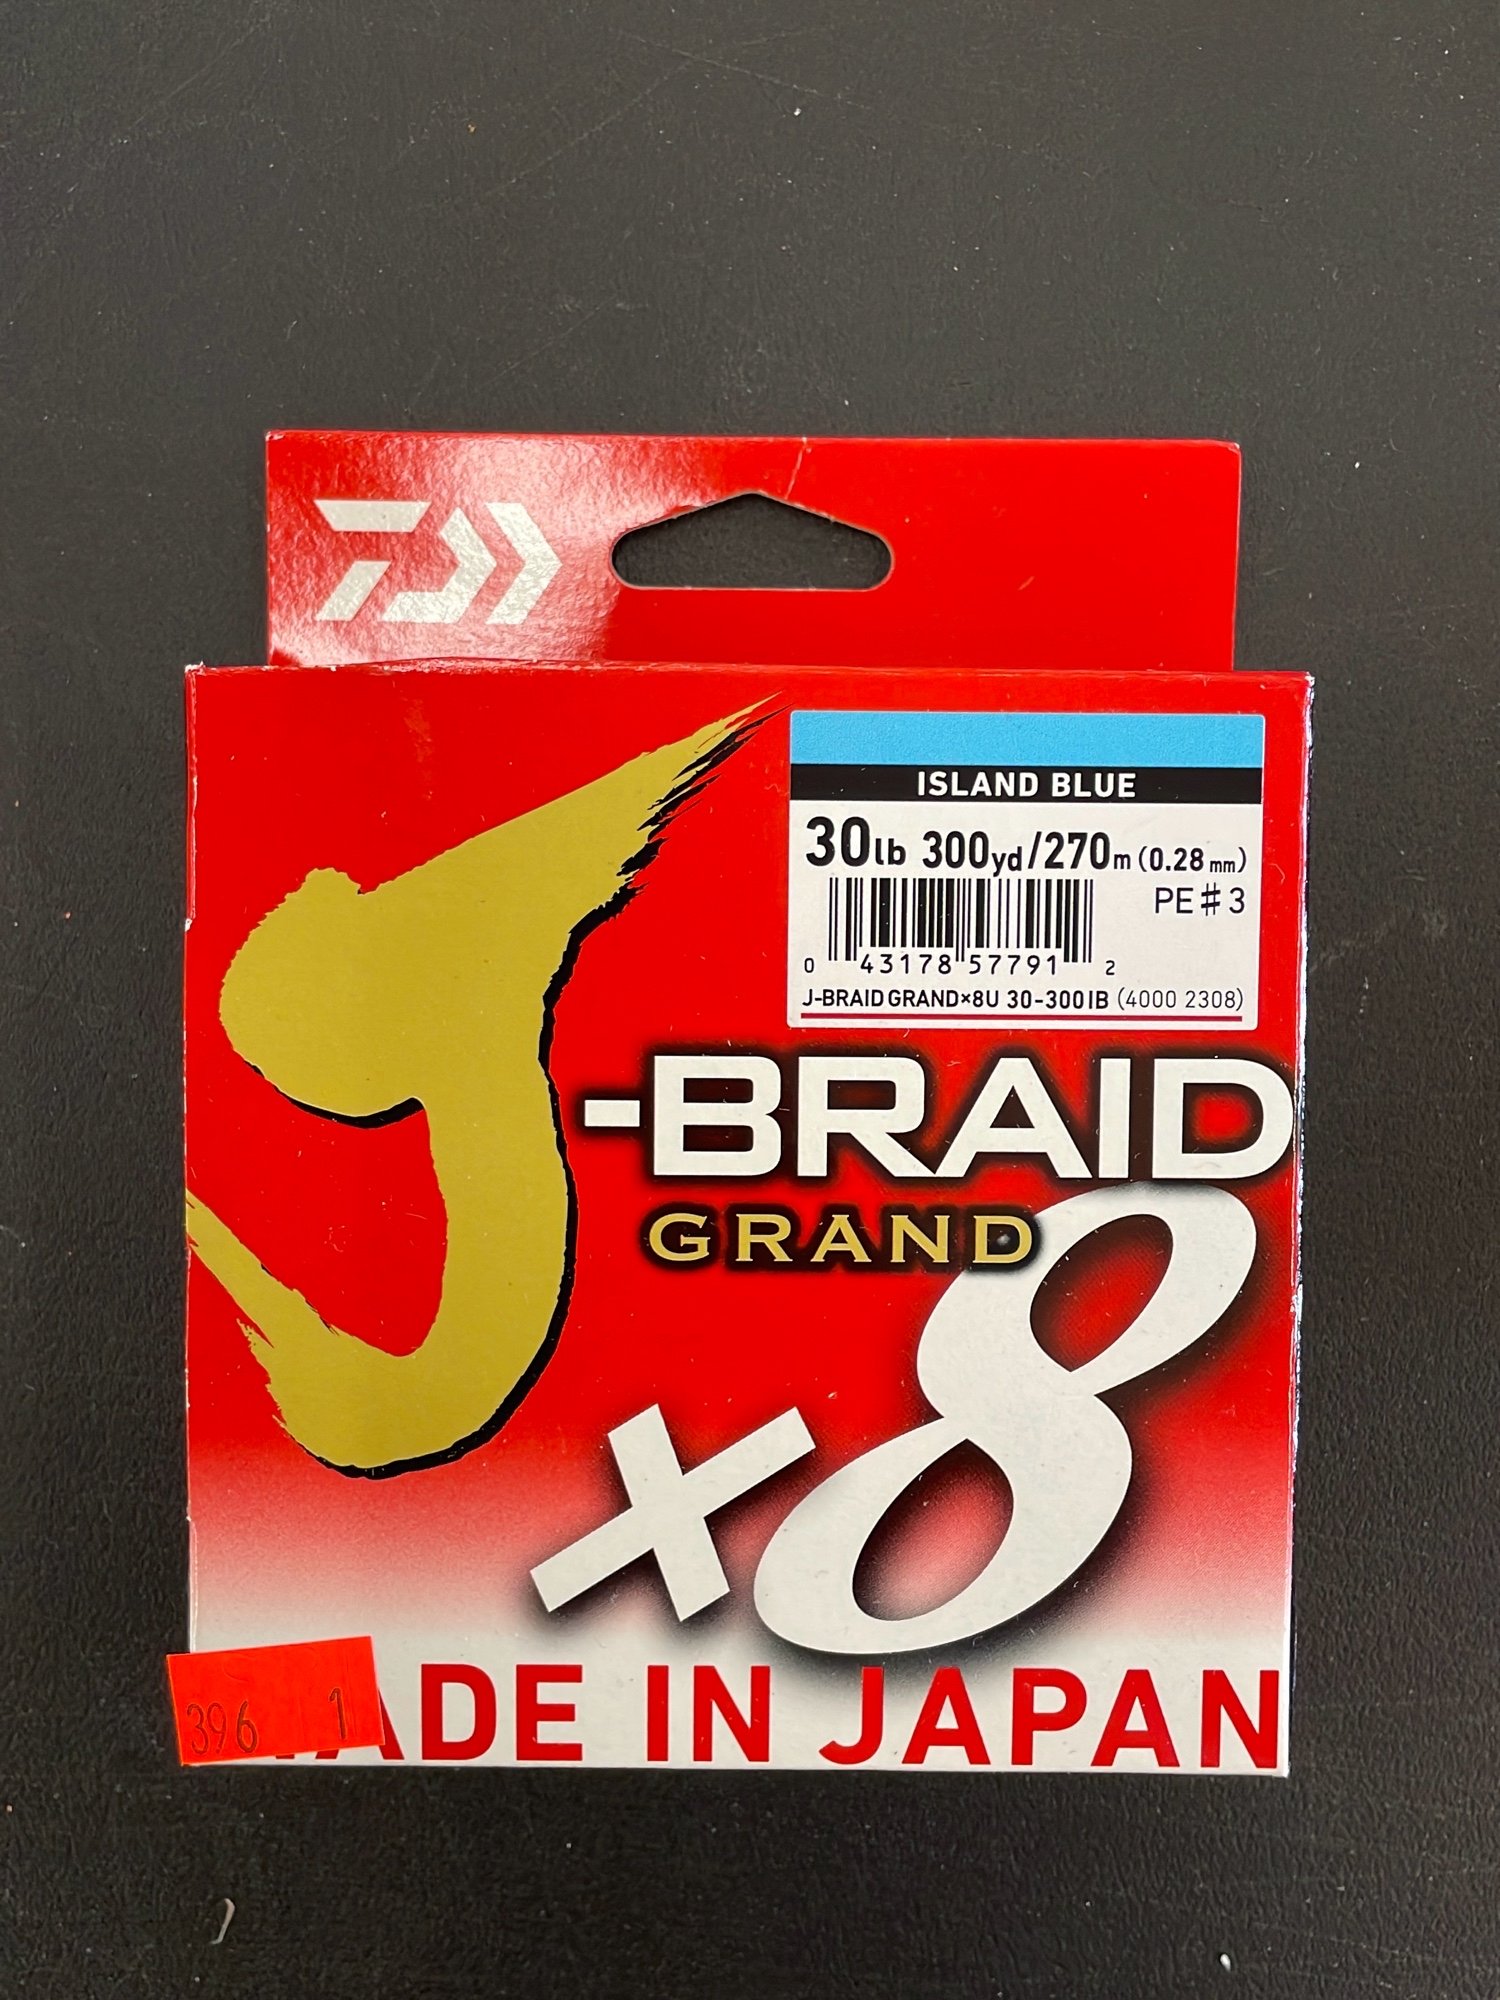 ISLAND BLUE
30lb 300yd/270m (0.28mm)
PE#3
0 43178 57791 2
J-BRAID GRAND×8U 30-300IB (4000 2308)
J-BRAID
GRAND
×8
MADE IN JAPAN
396 1